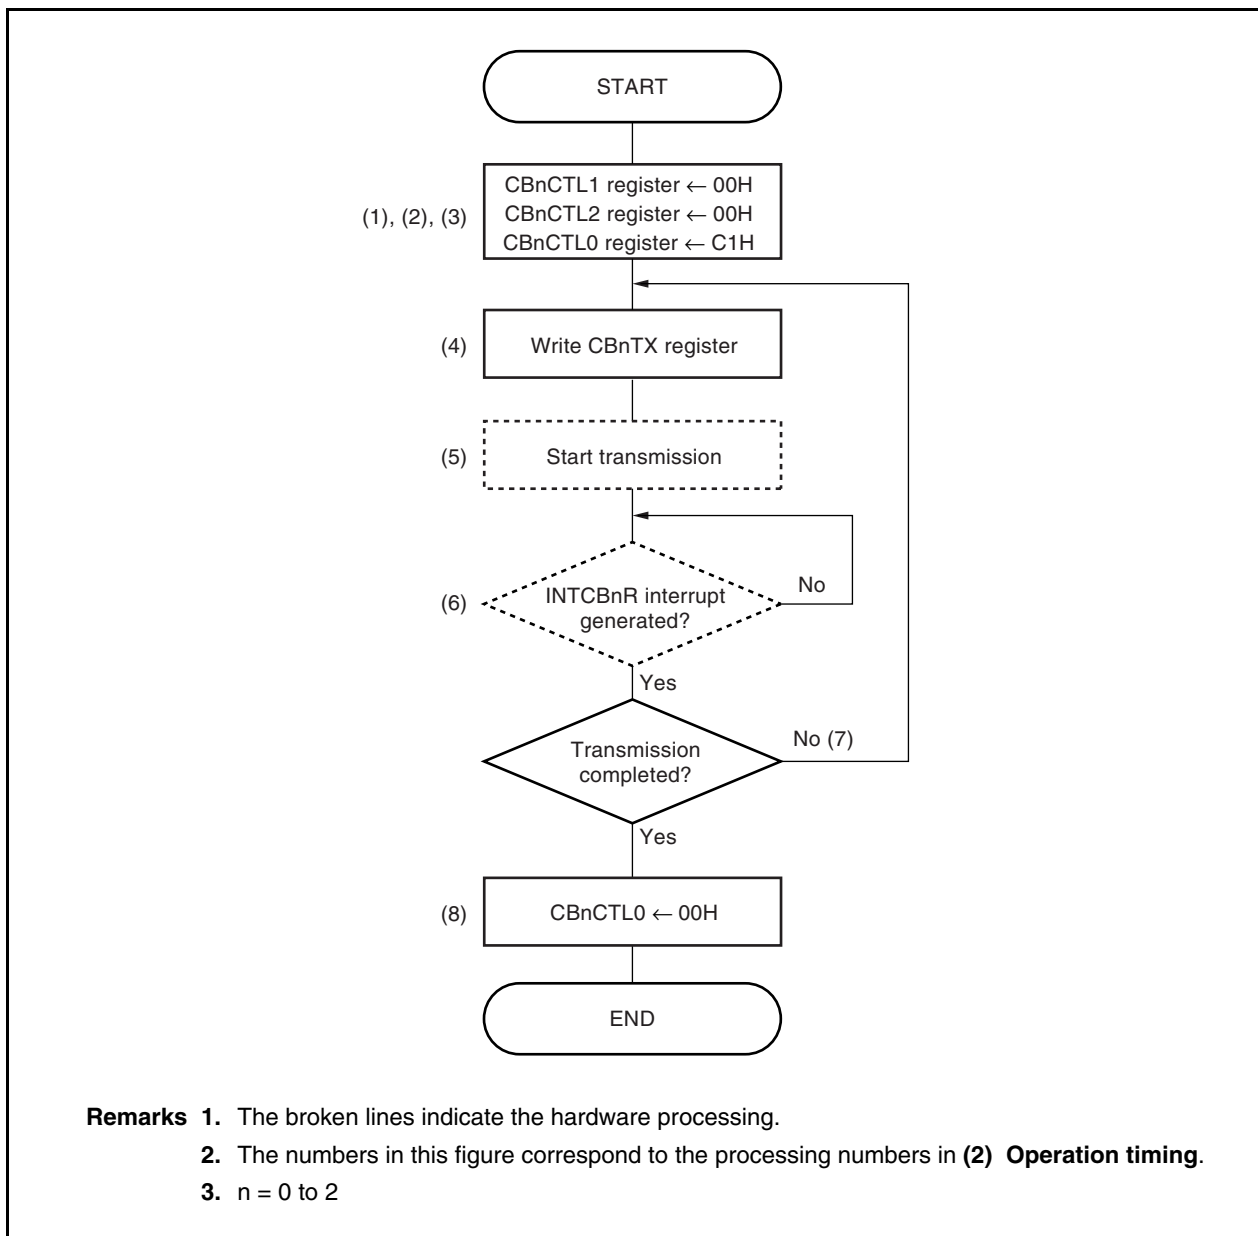 START
CBnCTL1 register ← 00H
(1), (2), (3)
CBnCTL2 register ← 00H
CBnCTL0 register ← C1H
(4)
Write CBnTX register
(5)
Start transmission
(6)
INTCBnR interrupt
generated?
No
Yes
Transmission
completed?
No (7)
Yes
(8)
CBnCTL0 ← 00H
END
Remarks 1. The broken lines indicate the hardware processing.
2. The numbers in this figure correspond to the processing numbers in (2) Operation timing.
3. n = 0 to 2